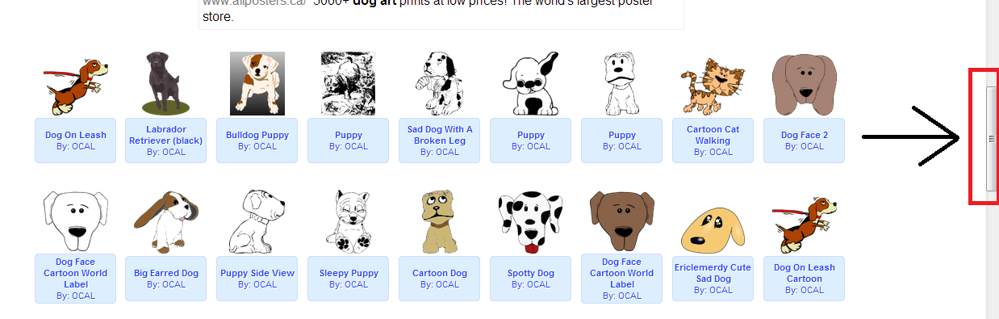 www.allposters.ca/ 5000+ dog art prints at low prices! The world's largest poster
store.
Dog On Leash
By: OCAL
Labrador
Retriever (black)
By: OCAL
Bulldog Puppy
By: OCAL
Puppy
By: OCAL
Sad Dog With A
Broken Leg
By: OCAL
Puppy
By: OCAL
Puppy
By: OCAL
Cartoon Cat
Walking
By: OCAL
Dog Face 2
By: OCAL
Dog Face
Cartoon World
Label
By: OCAL
Big Earred Dog
By: OCAL
Puppy Side View
By: OCAL
Sleepy Puppy
By: OCAL
Cartoon Dog
By: OCAL
Spotty Dog
By: OCAL
Dog Face
Cartoon World
Label
By: OCAL
Ericlemerdy Cute
Sad Dog
By: OCAL
Dog On Leash
Cartoon
By: OCAL